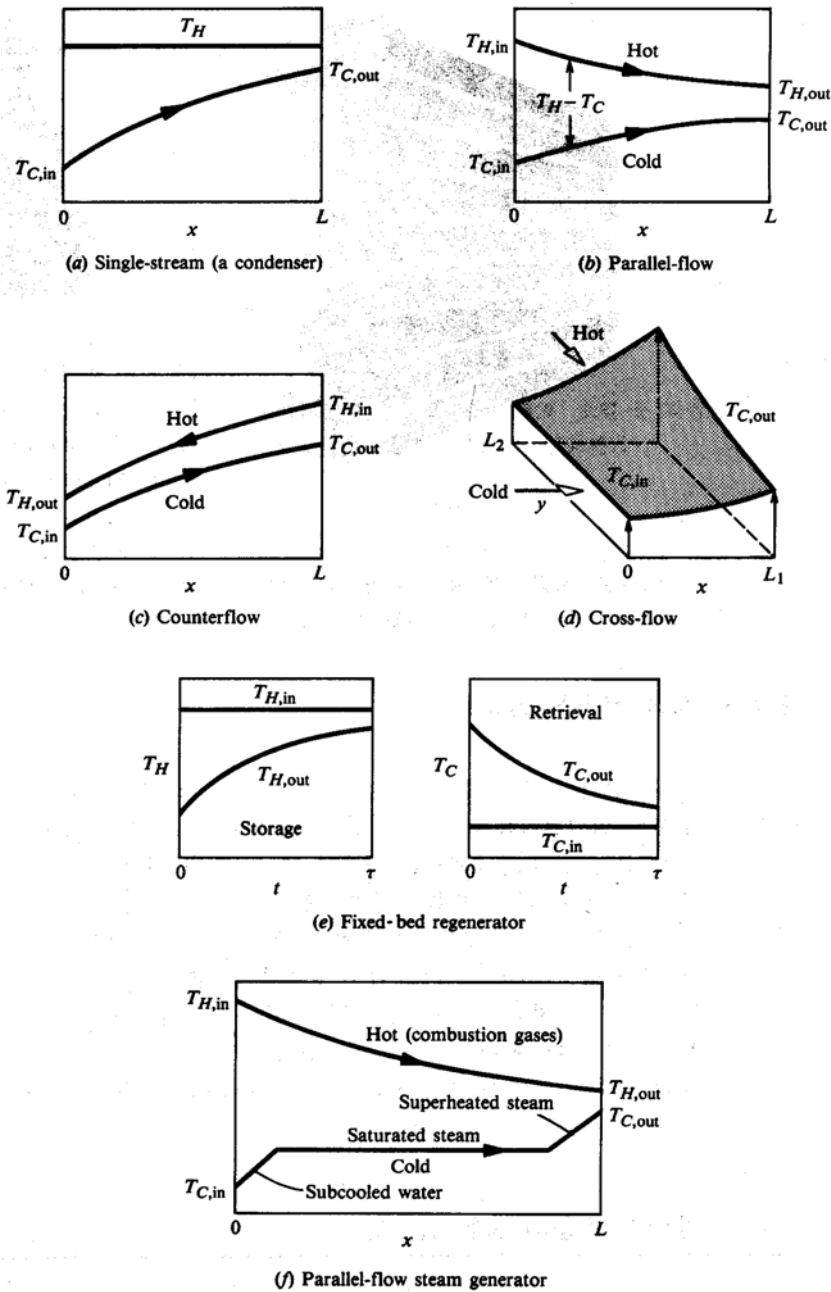 T_H
T_C,out
T_C,in
0
L
x
(a) Single-stream (a condenser)
T_H,in
Hot
T_H,out
T_H – T_C
T_C,out
T_C,in
Cold
0
L
x
(b) Parallel-flow
Hot
T_H,in
T_C,out
T_H,out
Cold
T_C,in
0
L
x
(c) Counterflow
Hot
T_C,out
L_2
T_C,in
Cold
y
0
x
L_1
(d) Cross-flow
T_H,in
T_H
T_H,out
Storage
0
t
τ
Retrieval
T_C
T_C,out
T_C,in
0
t
τ
(e) Fixed-bed regenerator
T_H,in
Hot (combustion gases)
T_H,out
Superheated steam
T_C,out
Saturated steam
Cold
T_C,in
Subcooled water
0
L
x
(f) Parallel-flow steam generator